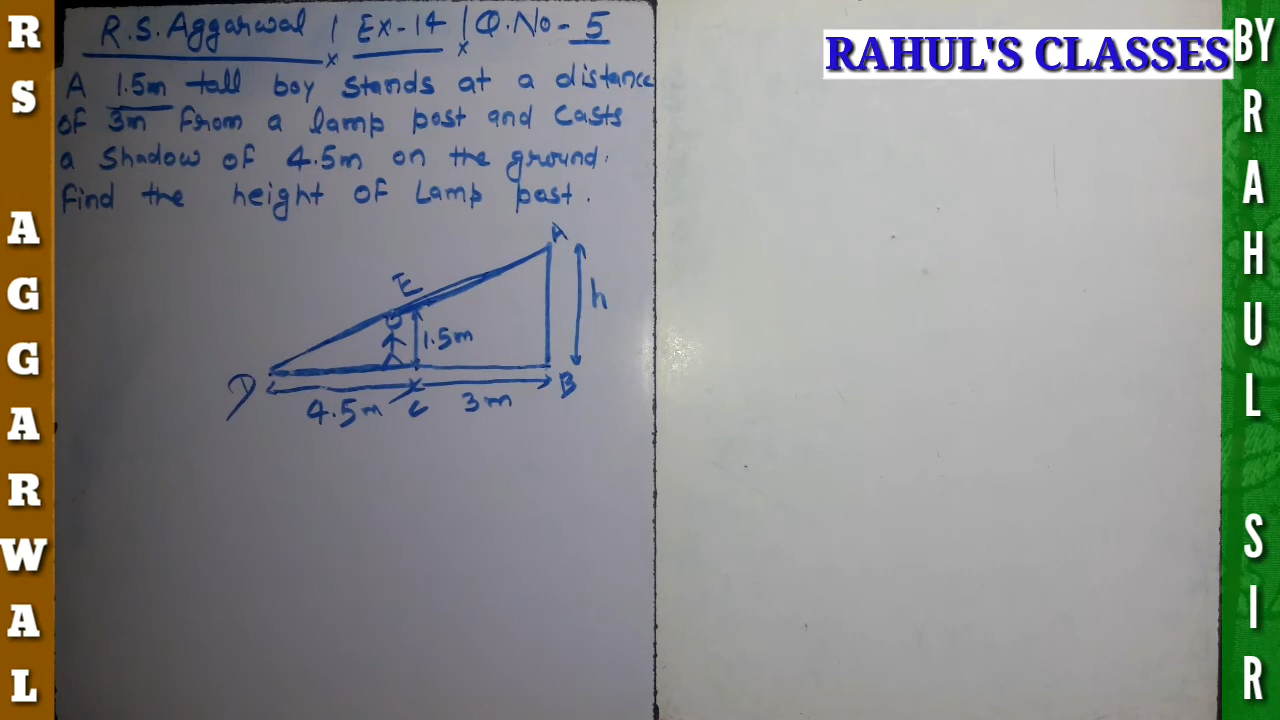 RS AGGARWAL
R.S. Aggarwal | Ex-14 | Q.No- 5
RAHUL'S CLASSES
BY RAHUL SIR
A 1.5m tall boy stands at a distance
of 3m from a lamp post and casts
a shadow of 4.5m on the ground.
Find the height of Lamp post.
A
E
h
1.5m
D
B
4.5m C 3m